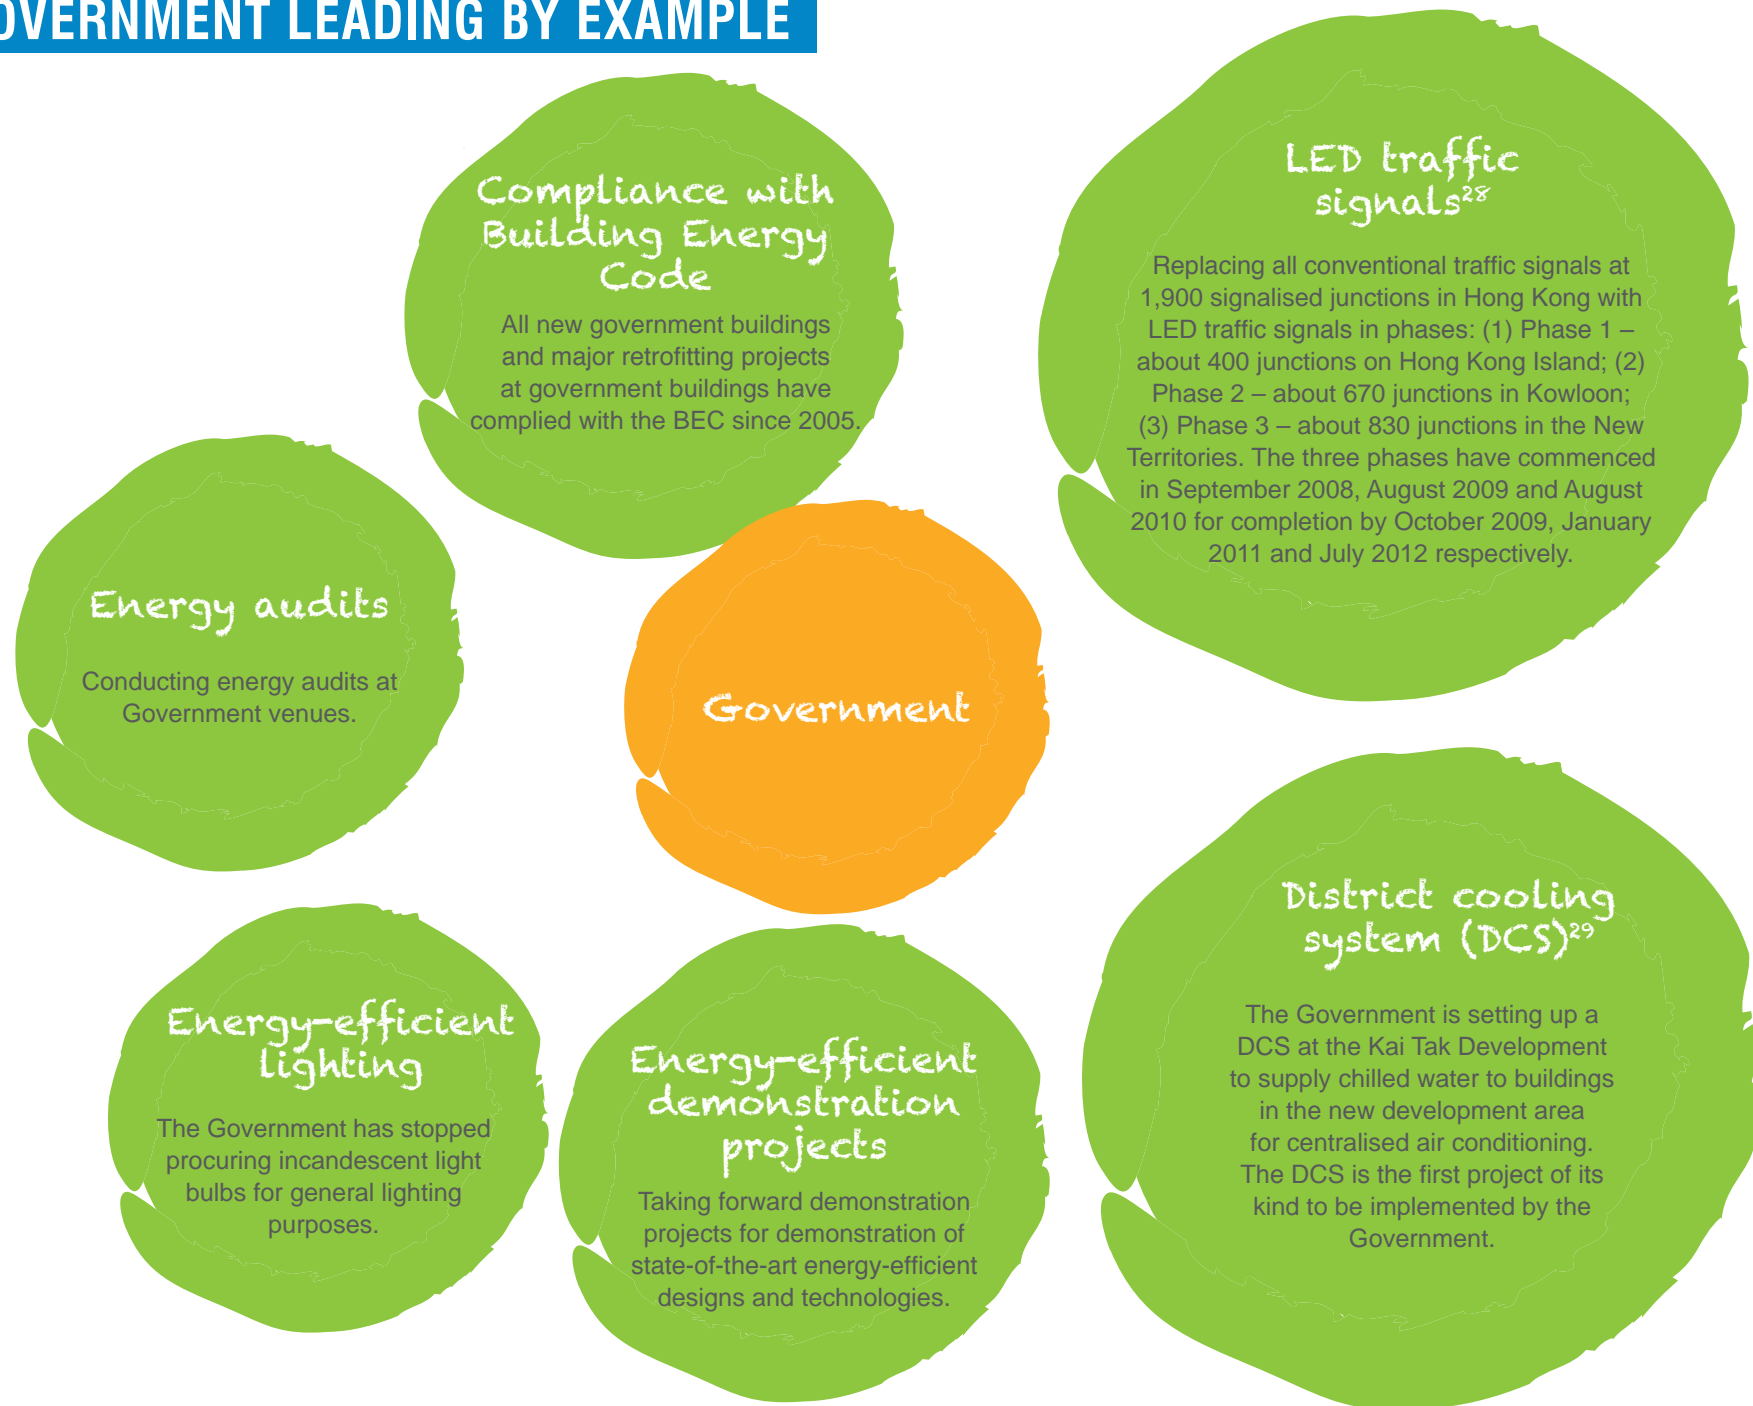 OVERNMENT LEADING BY EXAMPLE
Compliance with
Building Energy
Code
All new government buildings
and major retrofitting projects
at government buildings have
complied with the BEC since 2005.
LED traffic
signals28
Replacing all conventional traffic signals at
1,900 signalised junctions in Hong Kong with
LED traffic signals in phases: (1) Phase 1 –
about 400 junctions on Hong Kong Island; (2)
Phase 2 – about 670 junctions in Kowloon;
(3) Phase 3 – about 830 junctions in the New
Territories. The three phases have commenced
in September 2008, August 2009 and August
2010 for completion by October 2009, January
2011 and July 2012 respectively.
Energy audits
Conducting energy audits at
Government venues.
Government
Energy-efficient
lighting
The Government has stopped
procuring incandescent light
bulbs for general lighting
purposes.
Energy-efficient
demonstration
projects
Taking forward demonstration
projects for demonstration of
state-of-the-art energy-efficient
designs and technologies.
District cooling
system (DCS)29
The Government is setting up a
DCS at the Kai Tak Development
to supply chilled water to buildings
in the new development area
for centralised air conditioning.
The DCS is the first project of its
kind to be implemented by the
Government.